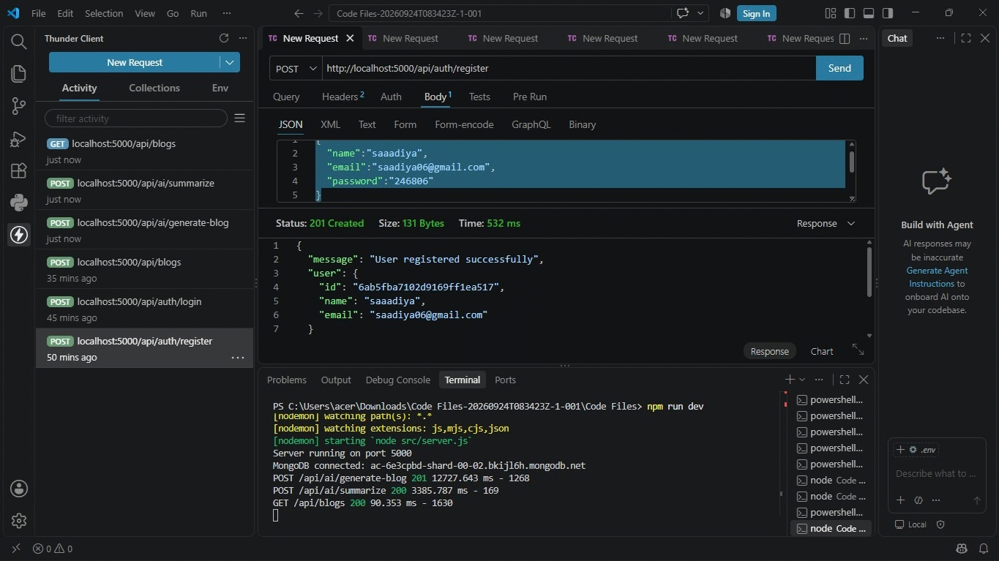 File Edit Selection View Go Run ··· Code Files-20260924T083423Z-1-001 Sign In
Thunder Client
New Request
Activity Collections Env
filter activity
GET localhost:5000/api/blogs
just now
POST localhost:5000/api/ai/summarize
just now
POST localhost:5000/api/ai/generate-blog
just now
POST localhost:5000/api/blogs
35 mins ago
POST localhost:5000/api/auth/login
45 mins ago
POST localhost:5000/api/auth/register
50 mins ago
TC New Request TC New Request TC New Request TC New Request TC New Request TC New Reques
POST http://localhost:5000/api/auth/register Send
Query Headers 2 Auth Body 1 Tests Pre Run
JSON XML Text Form Form-encode GraphQL Binary
1 {
2 "name":"saaadiya",
3 "email":"saadiya06@gmail.com",
4 "password":"246806"
5 }
Status: 201 Created Size: 131 Bytes Time: 532 ms Response
1 {
2 "message": "User registered successfully",
3 "user": {
4 "id": "6ab5fba7102d9169ff1ea517",
5 "name": "saaadiya",
6 "email": "saadiya06@gmail.com"
7 }
Response Chart
Problems Output Debug Console Terminal Ports
PS C:\Users\acer\Downloads\Code Files-20260924T083423Z-1-001\Code Files> npm run dev
[nodemon] watching path(s): *.*
[nodemon] watching extensions: js,mjs,cjs,json
[nodemon] starting `node src/server.js`
Server running on port 5000
MongoDB connected: ac-6e3cpbd-shard-00-02.bkijl6h.mongodb.net
POST /api/ai/generate-blog 201 12727.643 ms - 1268
POST /api/ai/summarize 200 3385.787 ms - 169
GET /api/blogs 200 90.353 ms - 1630
powershell...
powershell...
powershell...
powershell...
powershell...
node Code ...
node Code ...
powershell...
node Code ...
Chat
Build with Agent
AI responses may
be inaccurate
Generate Agent
Instructions to
onboard AI onto
your codebase.
.env
Describe what to ...
Local
0 0